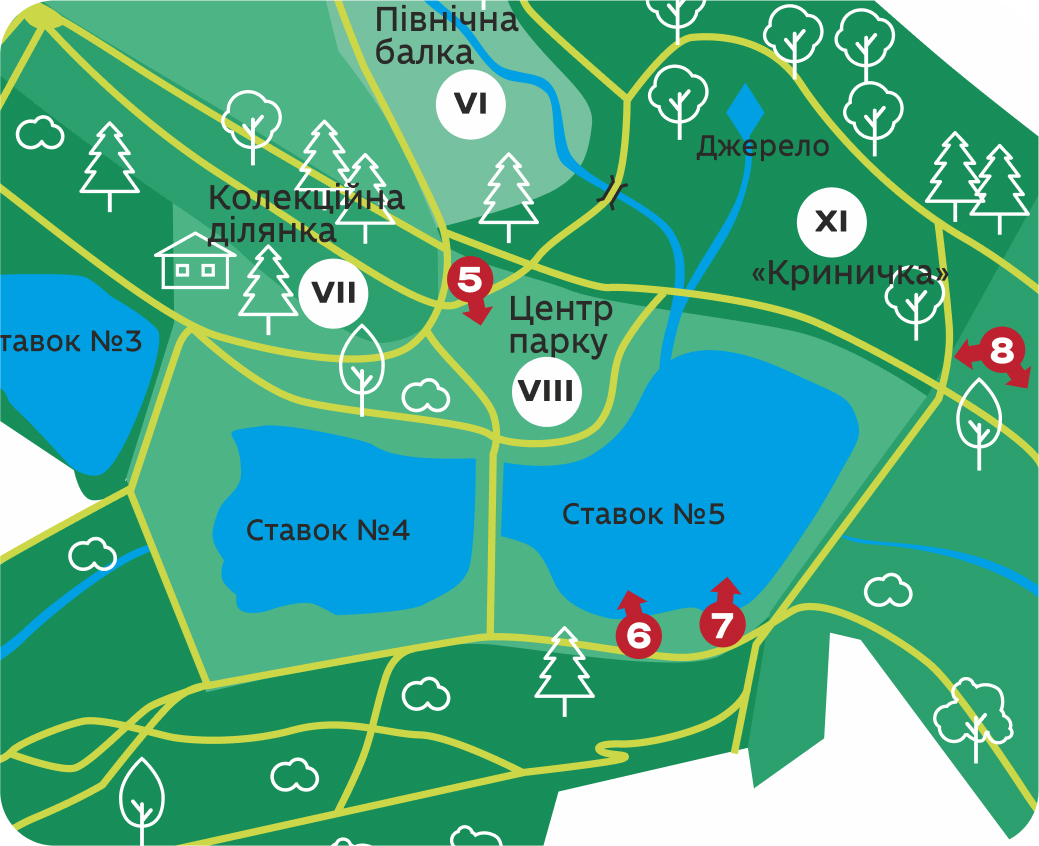 Північна
балка
VI
Джерело
Колекційна
ділянка
XI
«Криничка»
5
VII
Центр
парку
тавок №3
8
VIII
Ставок №5
Ставок №4
6
7